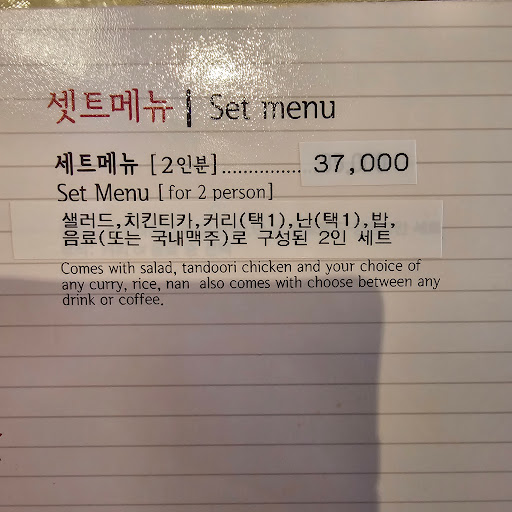 셋트메뉴 | Set menu
세트메뉴 [2인분]............... 37,000
Set Menu [for 2 person]
샐러드,치킨티카,커리(택1),난(택1),밥,
음료(또는 국내맥주)로 구성된 2인 세트
Comes with salad, tandoori chicken and your choice of
any curry, rice, nan also comes with choose between any
drink or coffee.